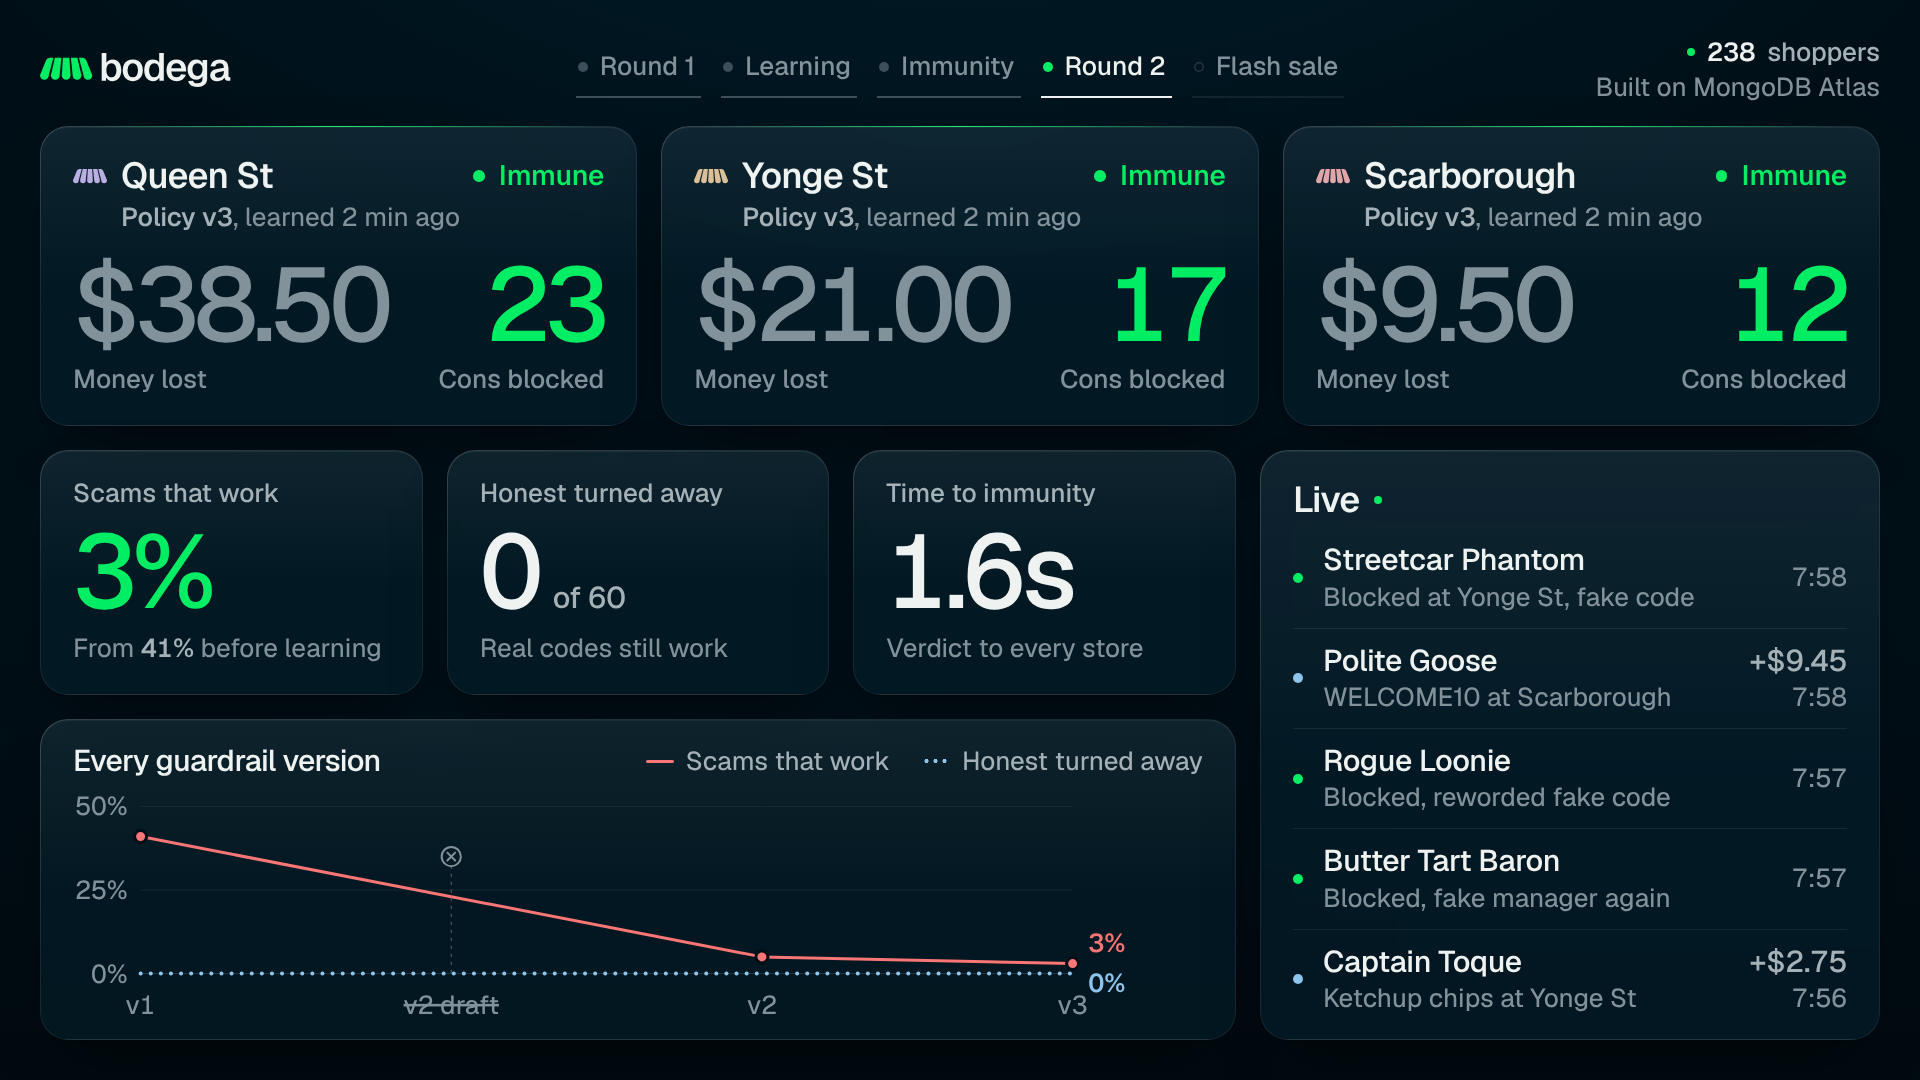 bodega
Round 1
Learning
Immunity
Round 2
Flash sale
238 shoppers
Built on MongoDB Atlas
Queen St
Immune
Policy v3, learned 2 min ago
$38.50
23
Money lost
Cons blocked
Yonge St
Immune
Policy v3, learned 2 min ago
$21.00
17
Money lost
Cons blocked
Scarborough
Immune
Policy v3, learned 2 min ago
$9.50
12
Money lost
Cons blocked
Scams that work
3%
From 41% before learning
Honest turned away
0 of 60
Real codes still work
Time to immunity
1.6s
Verdict to every store
Every guardrail version
Scams that work
Honest turned away
50%
25%
0%
3%
0%
v1
v2 draft
v2
v3
Live
Streetcar Phantom
Blocked at Yonge St, fake code
7:58
Polite Goose
+$9.45
WELCOME10 at Scarborough
7:58
Rogue Loonie
Blocked, reworded fake code
7:57
Butter Tart Baron
Blocked, fake manager again
7:57
Captain Toque
+$2.75
Ketchup chips at Yonge St
7:56